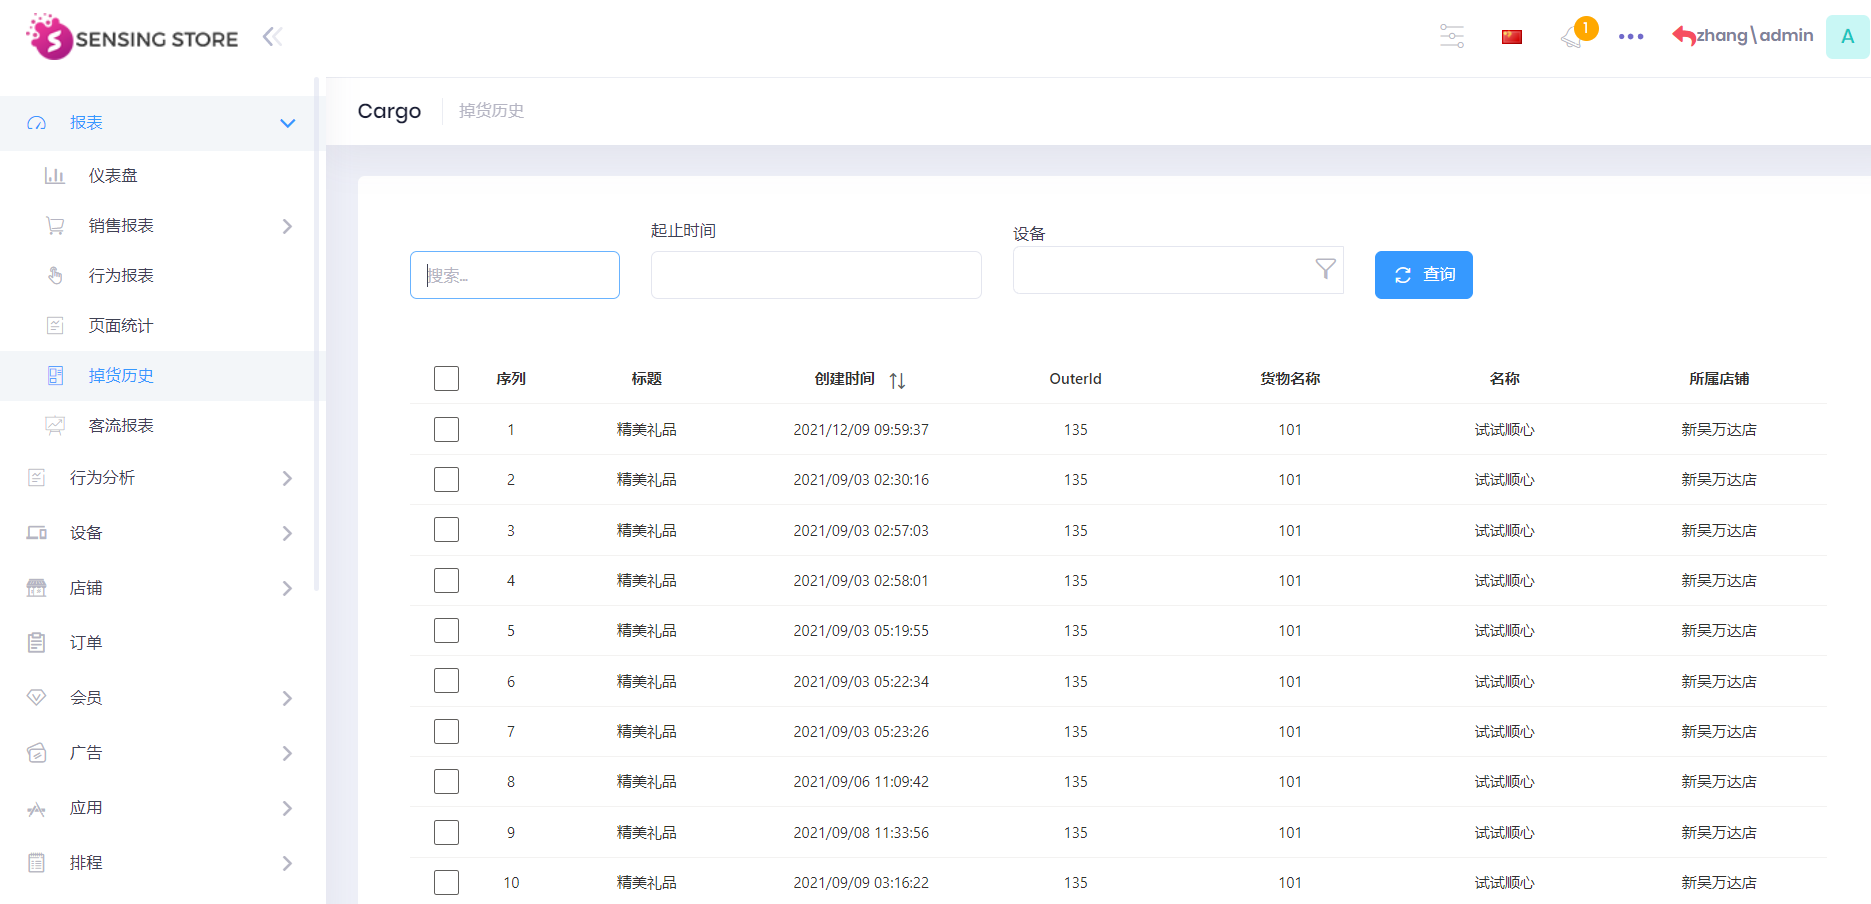 SENSING STORE
1
zhang\admin
A
报表
仪表盘
销售报表
行为报表
页面统计
掉货历史
客流报表
行为分析
设备
店铺
订单
会员
广告
应用
排程
Cargo 掉货历史
起止时间
设备
搜索...
查询
序列 标题 创建时间 OuterId 货物名称 名称 所属店铺
1 精美礼品 2021/12/09 09:59:37 135 101 试试顺心 新昊万达店
2 精美礼品 2021/09/03 02:30:16 135 101 试试顺心 新昊万达店
3 精美礼品 2021/09/03 02:57:03 135 101 试试顺心 新昊万达店
4 精美礼品 2021/09/03 02:58:01 135 101 试试顺心 新昊万达店
5 精美礼品 2021/09/03 05:19:55 135 101 试试顺心 新昊万达店
6 精美礼品 2021/09/03 05:22:34 135 101 试试顺心 新昊万达店
7 精美礼品 2021/09/03 05:23:26 135 101 试试顺心 新昊万达店
8 精美礼品 2021/09/06 11:09:42 135 101 试试顺心 新昊万达店
9 精美礼品 2021/09/08 11:33:56 135 101 试试顺心 新昊万达店
10 精美礼品 2021/09/09 03:16:22 135 101 试试顺心 新昊万达店